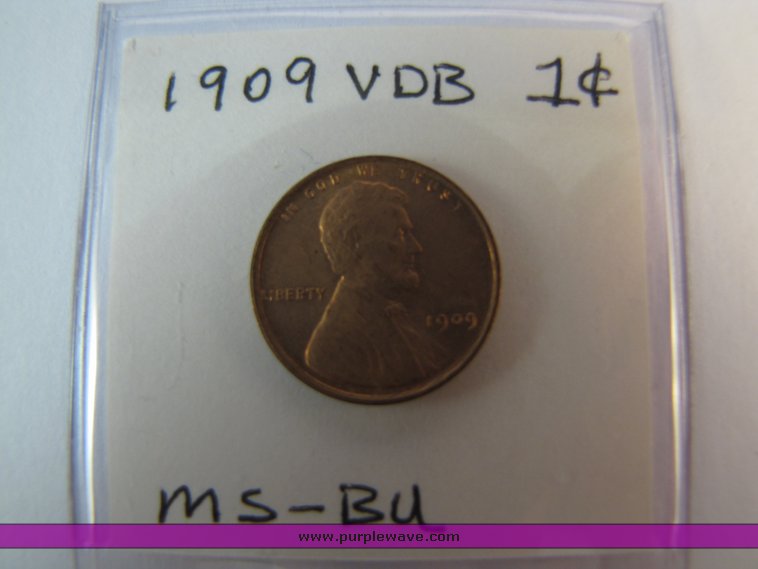 1909 VDB 1¢
IN GOD WE TRUST
LIBERTY
1909
MS-BU
www.purplewave.com